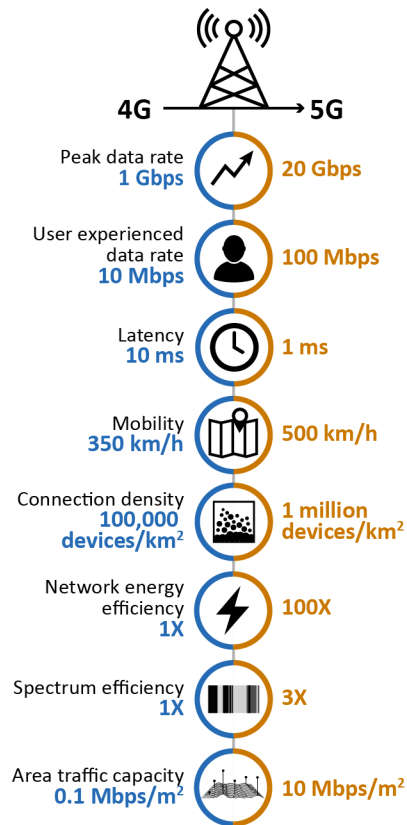 4G 5G
Peak data rate
1 Gbps
20 Gbps
User experienced
data rate
10 Mbps
100 Mbps
Latency
10 ms
1 ms
Mobility
350 km/h
500 km/h
Connection density
100,000
devices/km²
1 million
devices/km²
Network energy
efficiency
1X
100X
Spectrum efficiency
1X
3X
Area traffic capacity
0.1 Mbps/m²
10 Mbps/m²